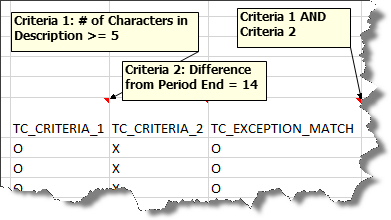 Criteria 1: # of Characters in
Description >= 5
Criteria 1 AND
Criteria 2
Criteria 2: Difference
from Period End = 14
TC_CRITERIA_1 TC_CRITERIA_2 TC_EXCEPTION_MATCH
O X O
O X O
O X O